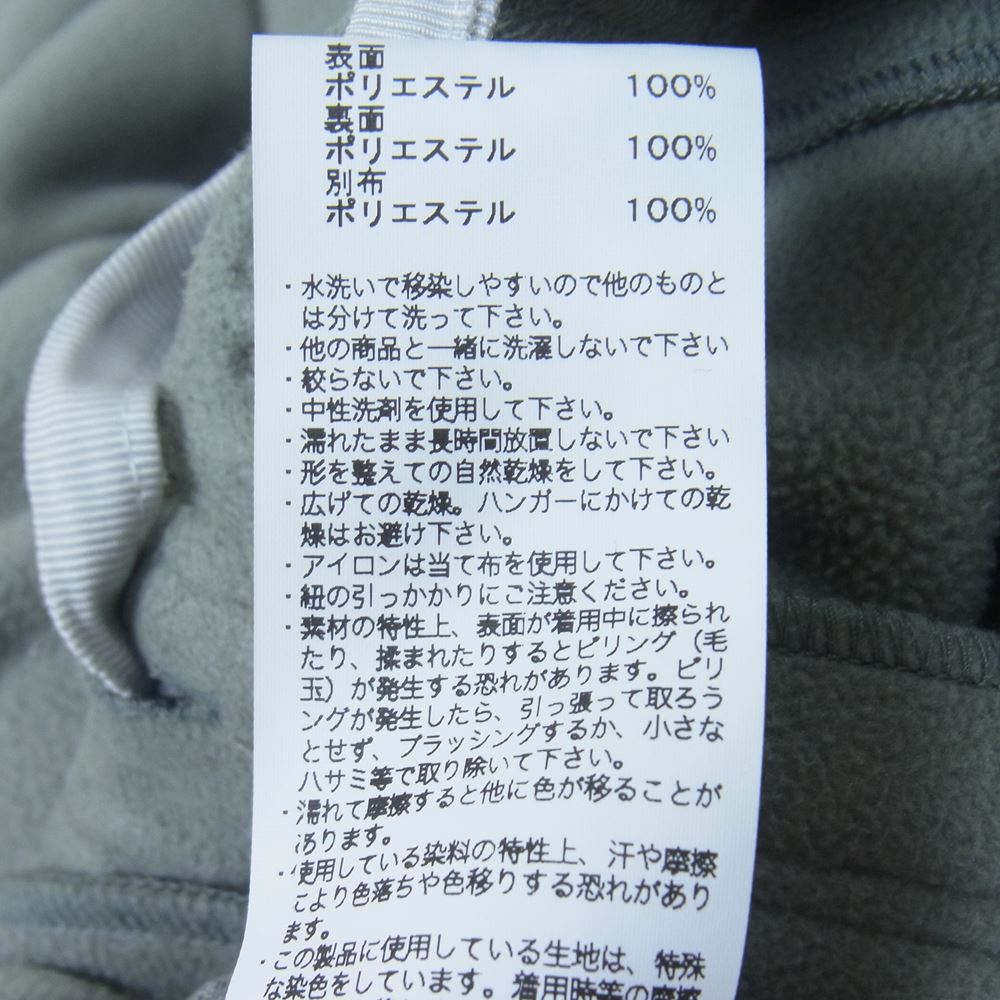 表面
ポリエステル 100%
裏面
ポリエステル 100%
別布
ポリエステル 100%
・水洗いで移染しやすいので他のものと
は分けて洗って下さい。
・他の商品と一緒に洗濯しないで下さい
・絞らないで下さい。
・中性洗剤を使用して下さい。
・濡れたまま長時間放置しないで下さい
・形を整えての自然乾燥をして下さい。
・広げての乾燥。ハンガーにかけての乾
燥はお避け下さい。
・アイロンは当て布を使用して下さい。
・紐の引っかかりにご注意ください。
・素材の特性上、表面が着用中に擦られ
たり、揉まれたりするとピリング（毛
玉）が発生する恐れがあります。ピリ
ングが発生したら、引っ張って取ろう
とせず、ブラッシングするか、小さな
ハサミ等で取り除いて下さい。
・濡れて摩擦すると他に色が移ることが
あります。
・使用している染料の特性上、汗や摩擦
により色落ちや色移りする恐れがあり
ます。
・この製品に使用している生地は、特殊
な染色をしています。着用時等の摩擦